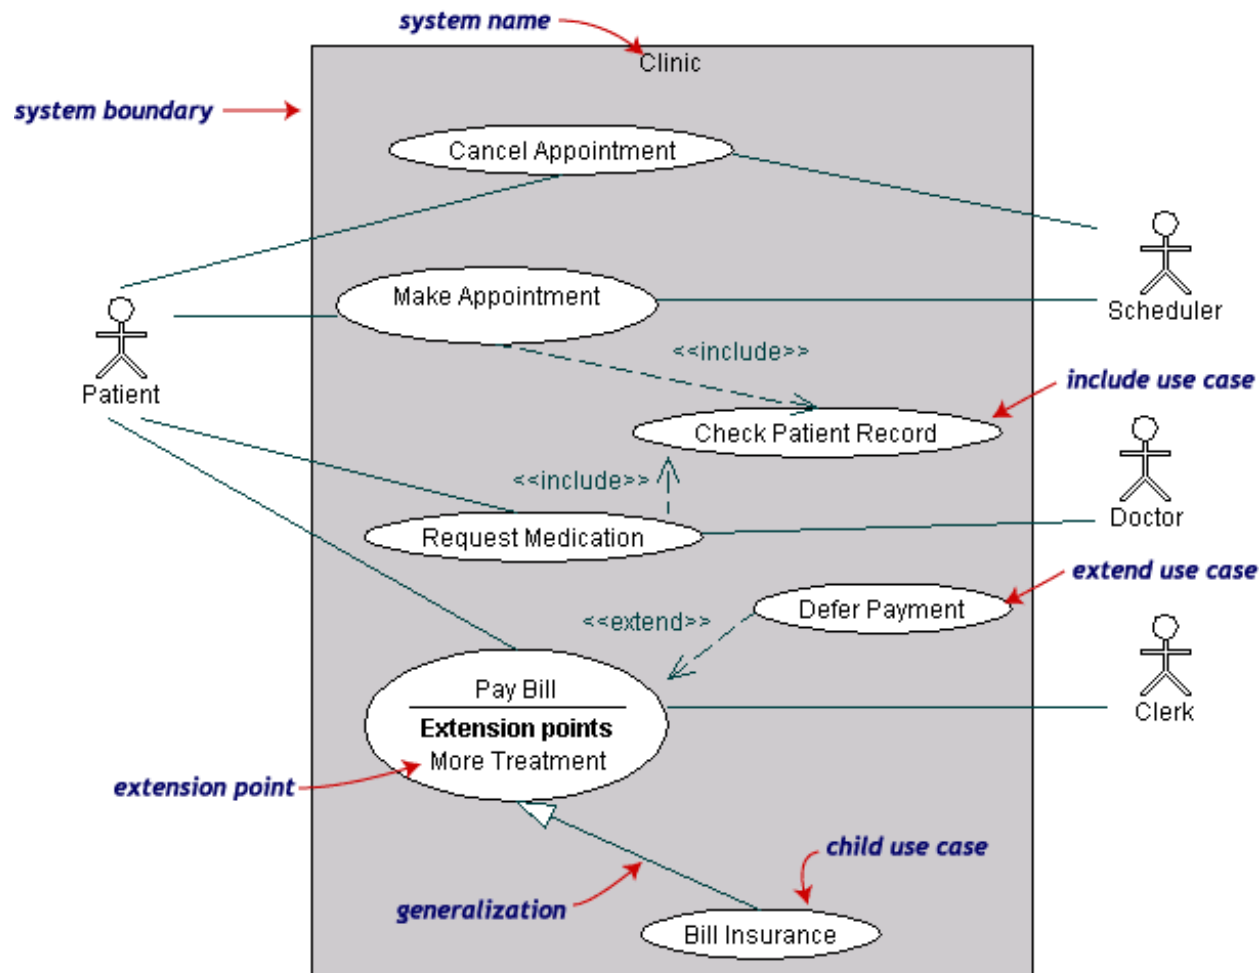 system name
Clinic
system boundary
Cancel Appointment
Make Appointment
Scheduler
Patient
<<include>>
include use case
Check Patient Record
<<include>>
Doctor
Request Medication
extend use case
Defer Payment
<<extend>>
Pay Bill
Clerk
Extension points
More Treatment
extension point
child use case
generalization
Bill Insurance